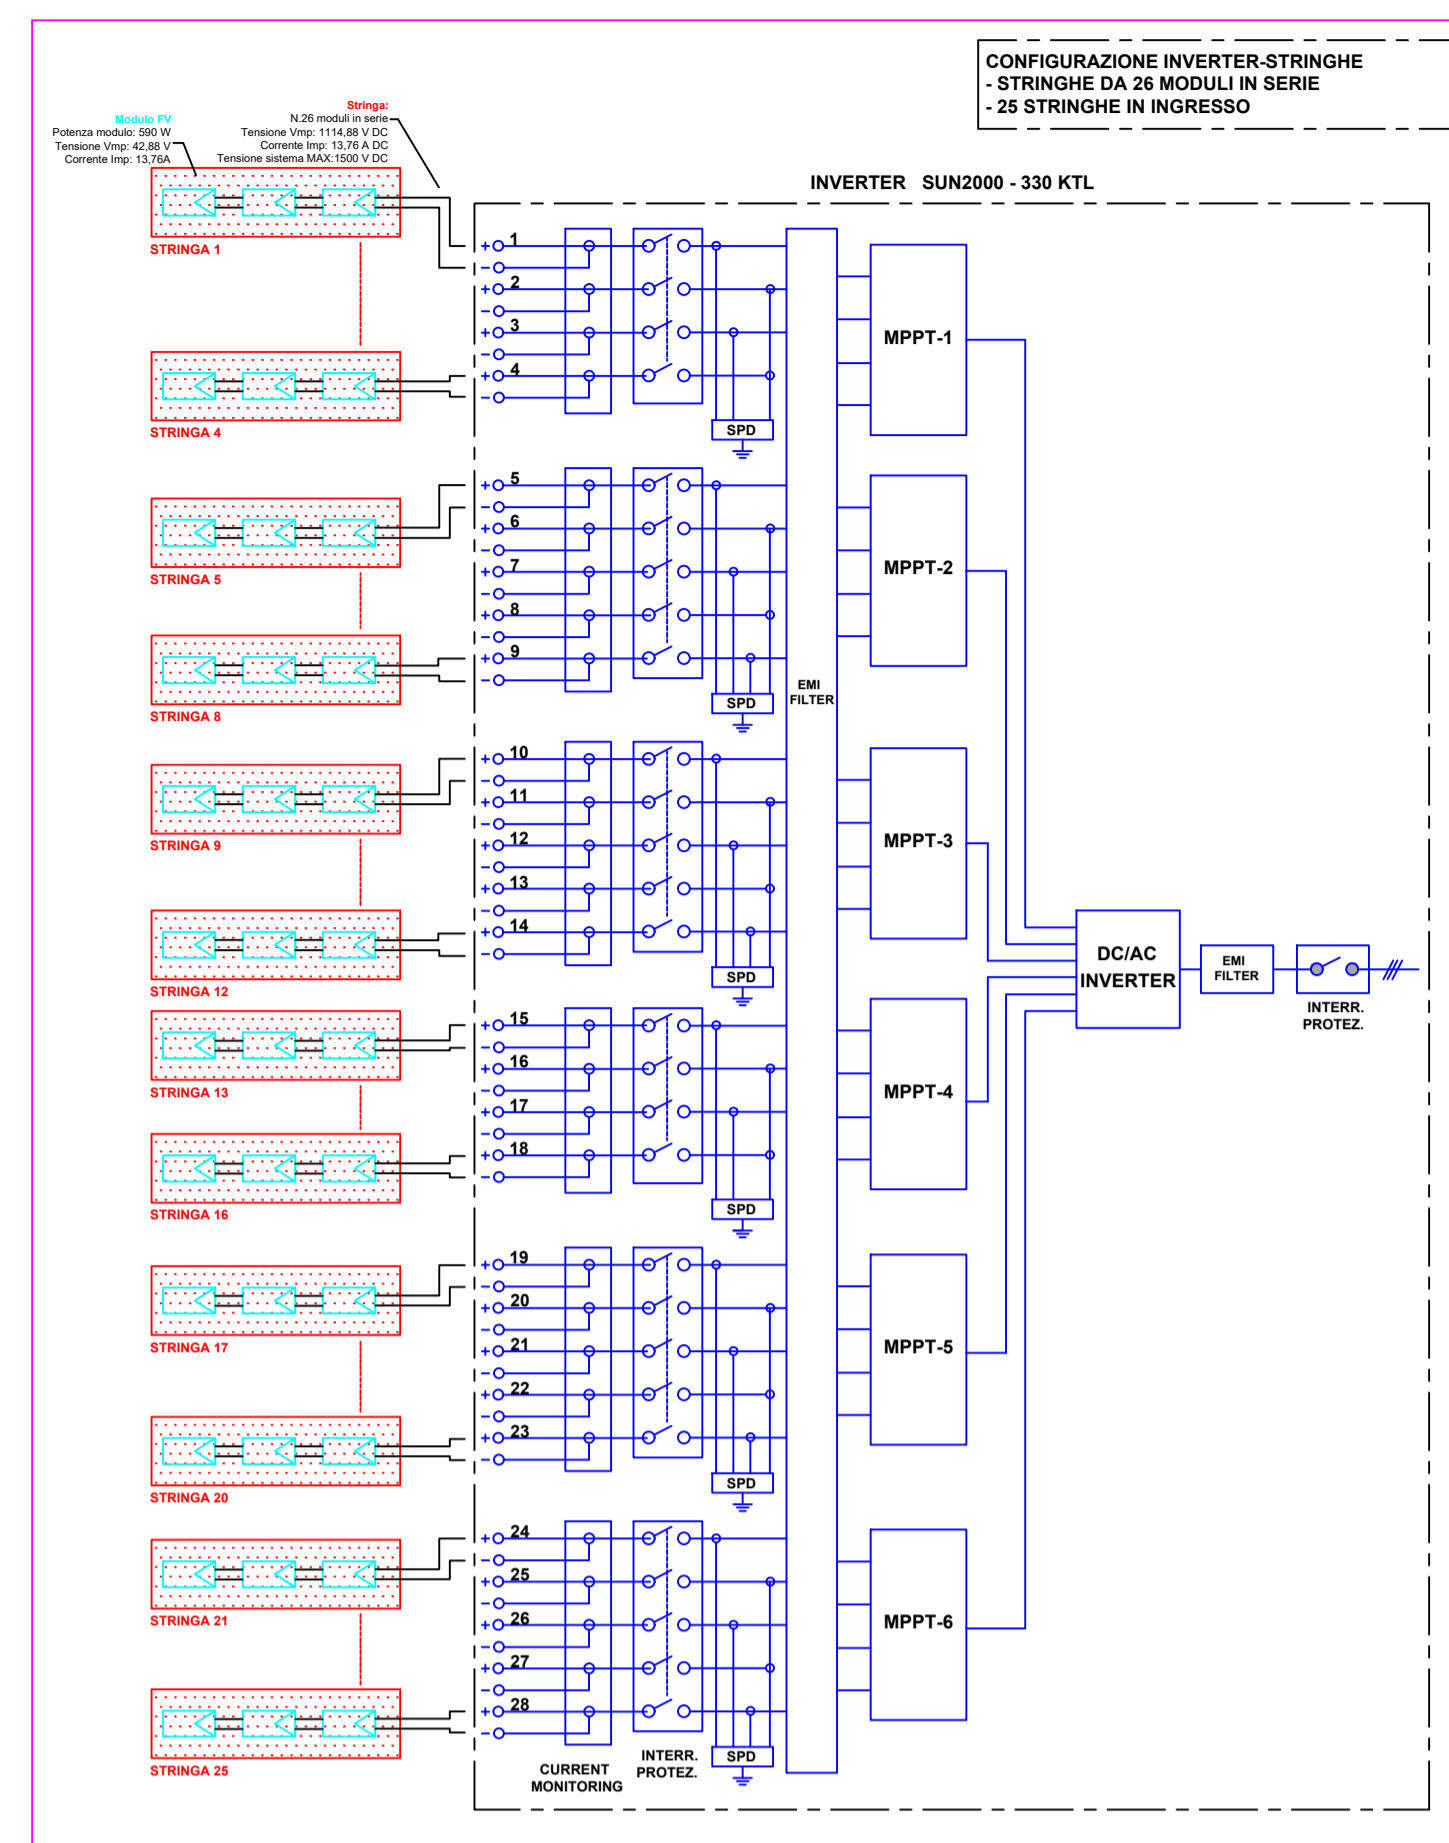 CONFIGURAZIONE INVERTER-STRINGHE
- STRINGHE DA 26 MODULI IN SERIE
- 25 STRINGHE IN INGRESSO
Modulo FV
Potenza modulo: 590 W
Tensione Vmp: 42,88 V
Corrente Imp: 13,76A
Stringa:
N.26 moduli in serie
Tensione Vmp: 1114,88 V DC
Corrente Imp: 13,76 A DC
Tensione sistema MAX:1500 V DC
INVERTER SUN2000 - 330 KTL
STRINGA 1
+ 1
-
+ 2
-
+ 3
-
+ 4
-
MPPT-1
SPD
STRINGA 4
STRINGA 5
+ 5
-
+ 6
-
+ 7
-
+ 8
-
+ 9
-
MPPT-2
SPD
STRINGA 8
EMI
FILTER
STRINGA 9
+ 10
-
+ 11
-
+ 12
-
+ 13
-
+ 14
-
MPPT-3
SPD
STRINGA 12
DC/AC
INVERTER
EMI
FILTER
INTERR.
PROTEZ.
STRINGA 13
+ 15
-
+ 16
-
+ 17
-
+ 18
-
MPPT-4
SPD
STRINGA 16
STRINGA 17
+ 19
-
+ 20
-
+ 21
-
+ 22
-
+ 23
-
MPPT-5
SPD
STRINGA 20
STRINGA 21
+ 24
-
+ 25
-
+ 26
-
+ 27
-
+ 28
-
MPPT-6
SPD
STRINGA 25
CURRENT
MONITORING
INTERR.
PROTEZ.